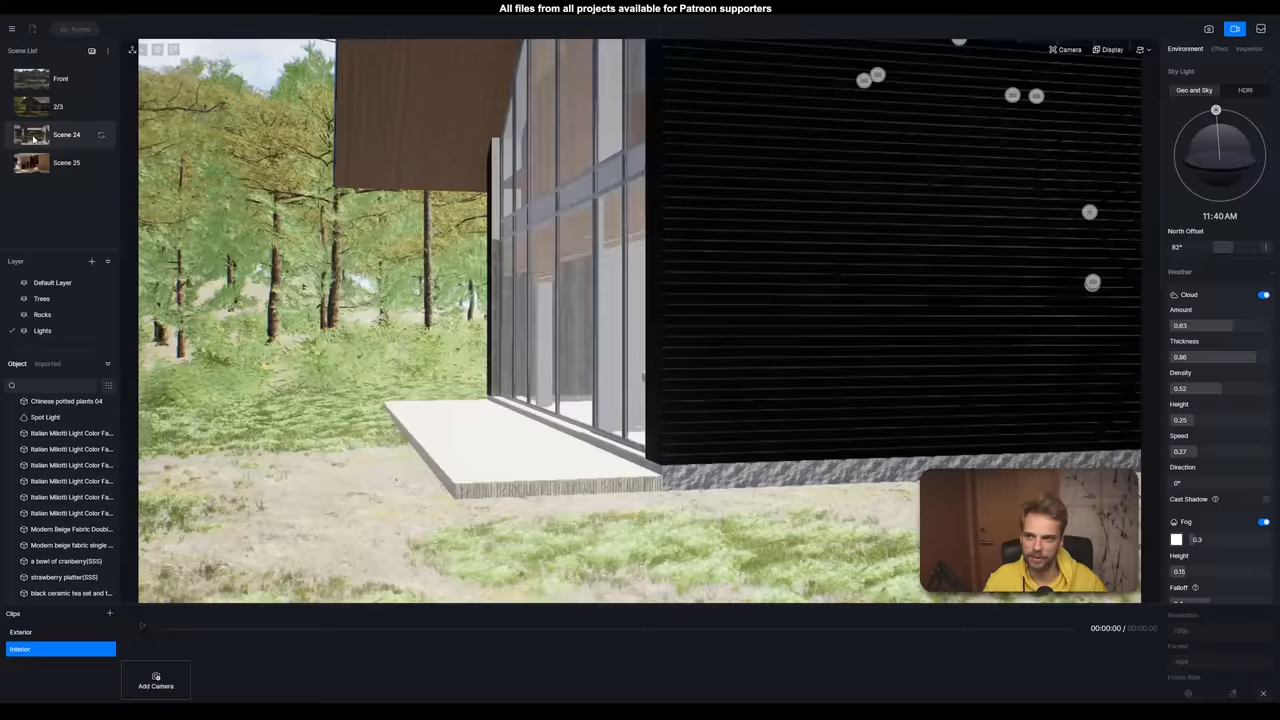 All files from all projects available for Patreon supporters
Scene List
Front
2/3
Scene 24
Scene 25
Layer
Default Layer
Trees
Rocks
Lights
Object
Imported
Chinese potted plants 04
Spot Light
Italian Milotti Light Color Fa...
Italian Milotti Light Color Fa...
Italian Milotti Light Color Fa...
Italian Milotti Light Color Fa...
Italian Milotti Light Color Fa...
Italian Milotti Light Color Fa...
Modern Beige Fabric Doubl...
Modern beige fabric single ...
a bowl of cranberry(SSS)
strawberry platter(SSS)
black ceramic tea set and t...
Clips
Exterior
Interior
Camera
Display
00:00:00 / 00:00:00
Add Camera
Environment
Effect
Inspector
Sky Light
Geo and Sky
HDRI
11:40 AM
North Offset
82°
Weather
Cloud
Amount
0.63
Thickness
0.86
Density
0.52
Height
0.25
Speed
0.27
Direction
0°
Cast Shadow
Fog
0.3
Height
0.15
Falloff
Resolution
720p
Format
mp4
Frame Rate